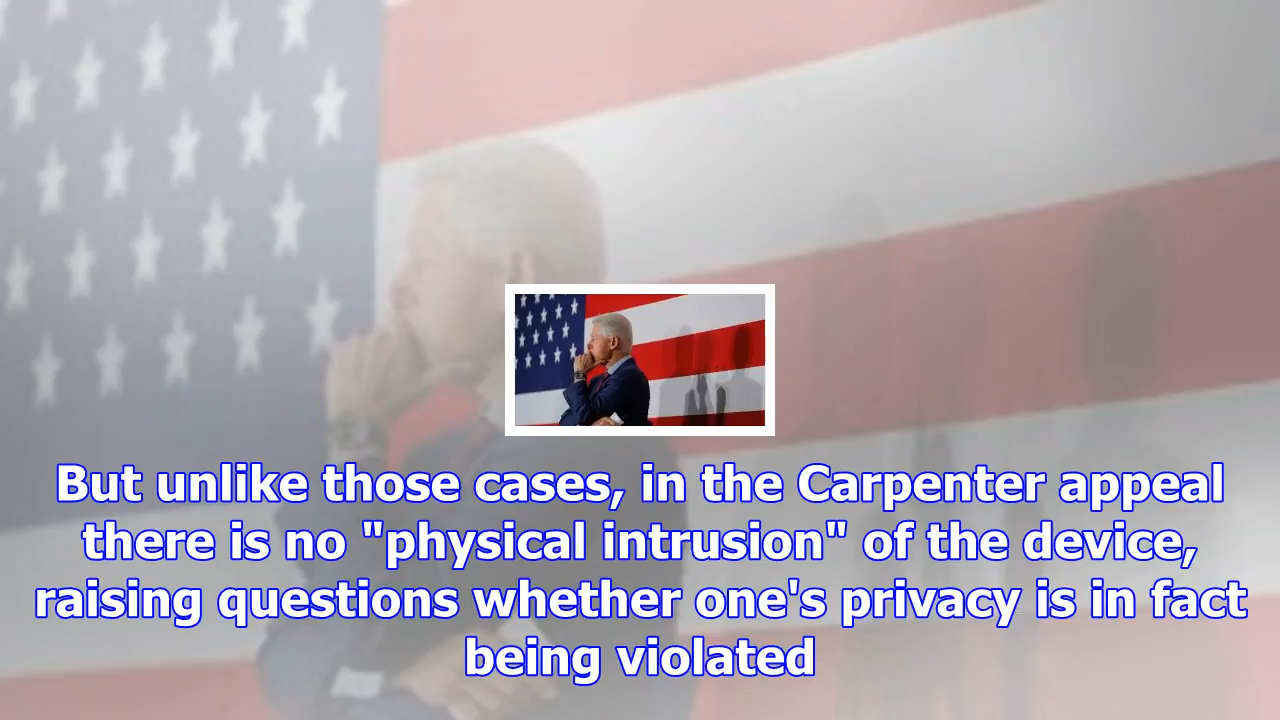 But unlike those cases, in the Carpenter appeal
there is no "physical intrusion" of the device,
raising questions whether one's privacy is in fact
being violated